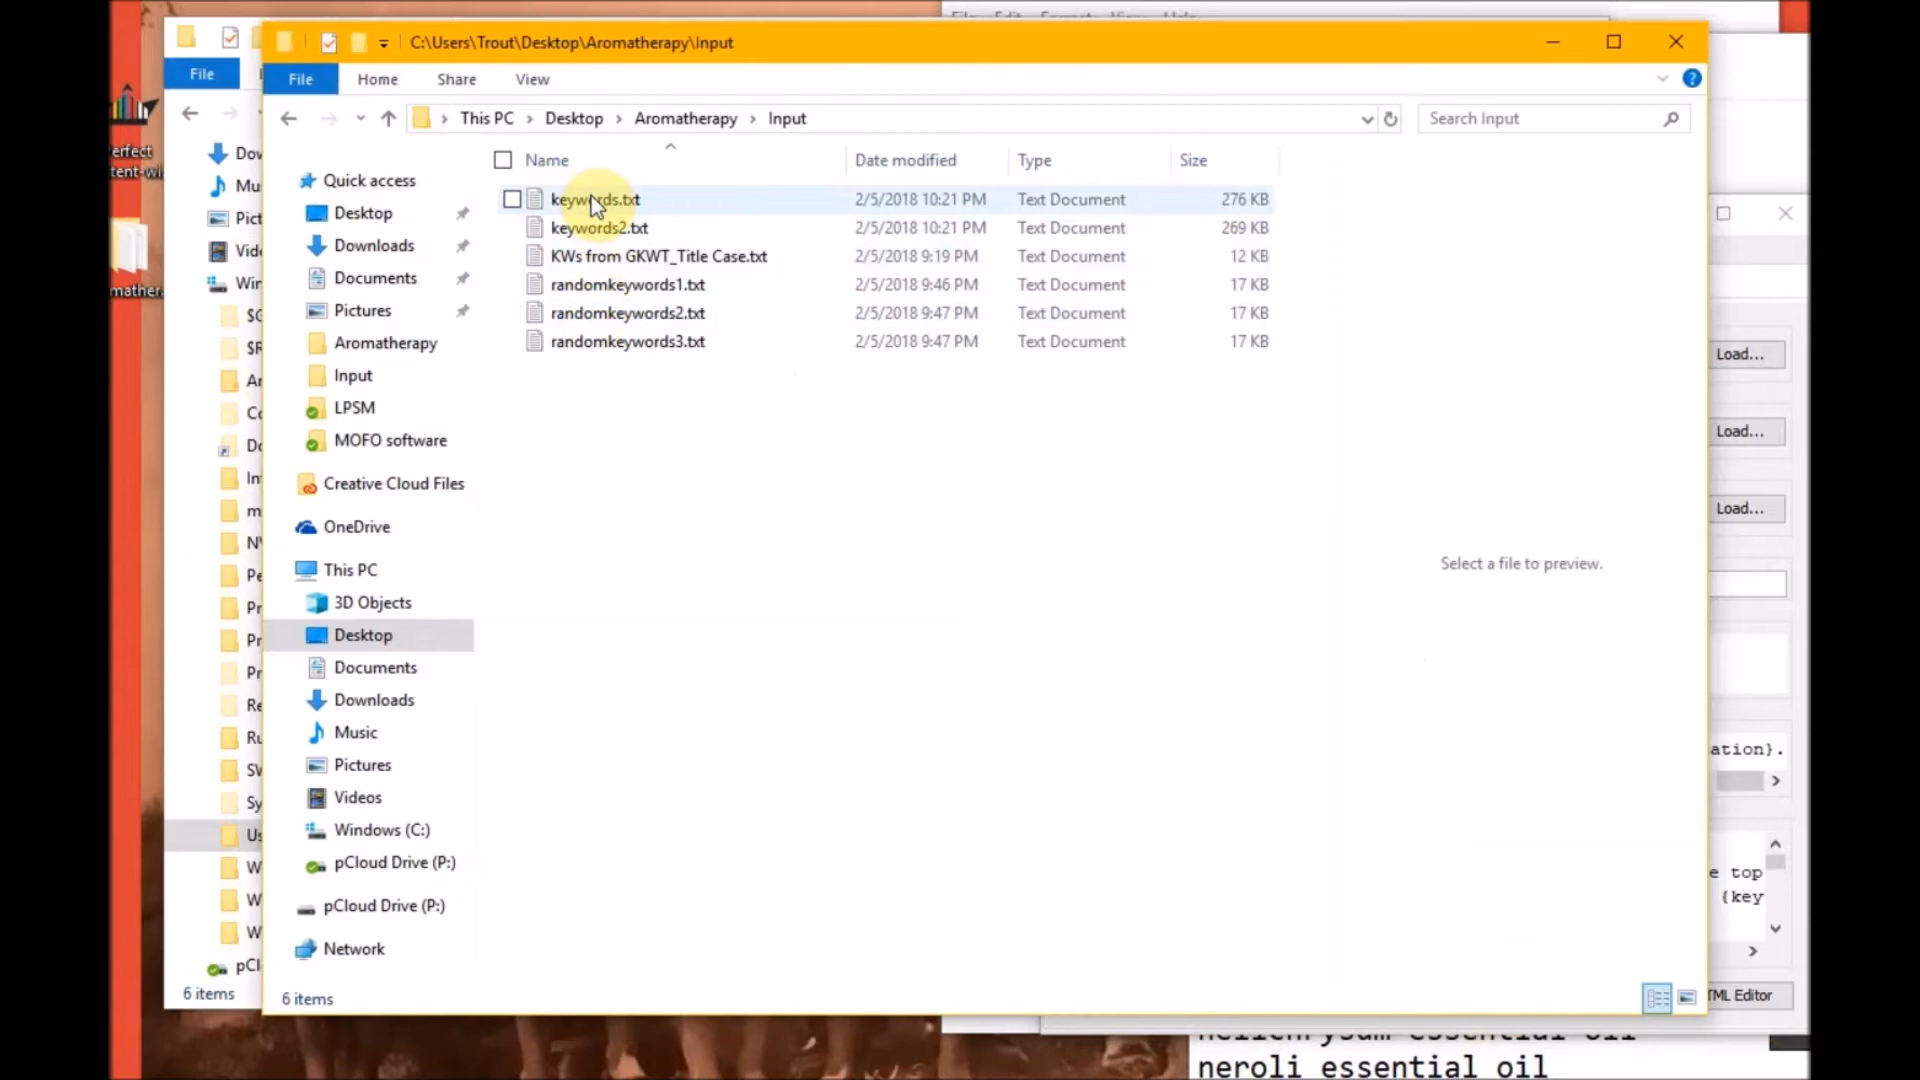 C:\Users\Trout\Desktop\Aromatherapy\Input
File Home Share View
This PC Desktop Aromatherapy Input
Search Input
Name Date modified Type Size
keywords.txt 2/5/2018 10:21 PM Text Document 276 KB
keywords2.txt 2/5/2018 10:21 PM Text Document 269 KB
KWs from GKWT_Title Case.txt 2/5/2018 9:19 PM Text Document 12 KB
randomkeywords1.txt 2/5/2018 9:46 PM Text Document 17 KB
randomkeywords2.txt 2/5/2018 9:47 PM Text Document 17 KB
randomkeywords3.txt 2/5/2018 9:47 PM Text Document 17 KB
Quick access
Desktop
Downloads
Documents
Pictures
Aromatherapy
Input
LPSM
MOFO software
Creative Cloud Files
OneDrive
This PC
3D Objects
Desktop
Documents
Downloads
Music
Pictures
Videos
Windows (C:)
pCloud Drive (P:)
pCloud Drive (P:)
Network
6 items
Select a file to preview.
File
6 items
Load...
Load...
Load...
ation}.
e top
{key
TML Editor
neroli essential oil